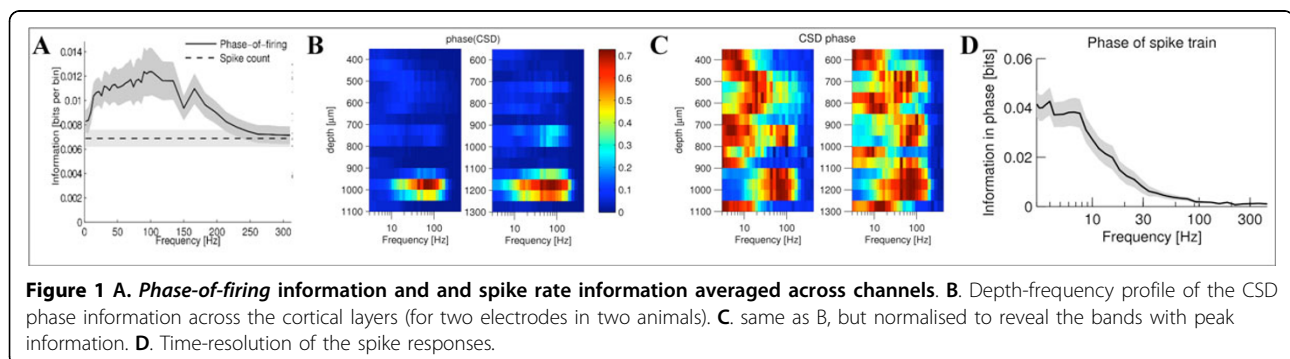 A
Phase-of-firing
Spike count
0.014
0.012
0.01
0.008
0.006
0.004
0.002
0
Information [bits per bin]
0 50 100 150 200 250 300
Frequency [Hz]
B
phase(CSD)
depth [µm]
400
500
600
700
800
900
1000
1100
600
700
800
900
1000
1100
1200
1300
10 100
Frequency [Hz]
10 100
Frequency [Hz]
0.7
0.6
0.5
0.4
0.3
0.2
0.1
0
C
CSD phase
depth [µm]
400
500
600
700
800
900
1000
1100
600
700
800
900
1000
1100
1200
1300
10 100
Frequency [Hz]
10 100
Frequency [Hz]
D
Phase of spike train
Information in phase [bits]
0.06
0.04
0.02
0
10 30 100 300
Frequency [Hz]
Figure 1 A. Phase-of-firing information and and spike rate information averaged across channels. B. Depth-frequency profile of the CSD
phase information across the cortical layers (for two electrodes in two animals). C. same as B, but normalised to reveal the bands with peak
information. D. Time-resolution of the spike responses.